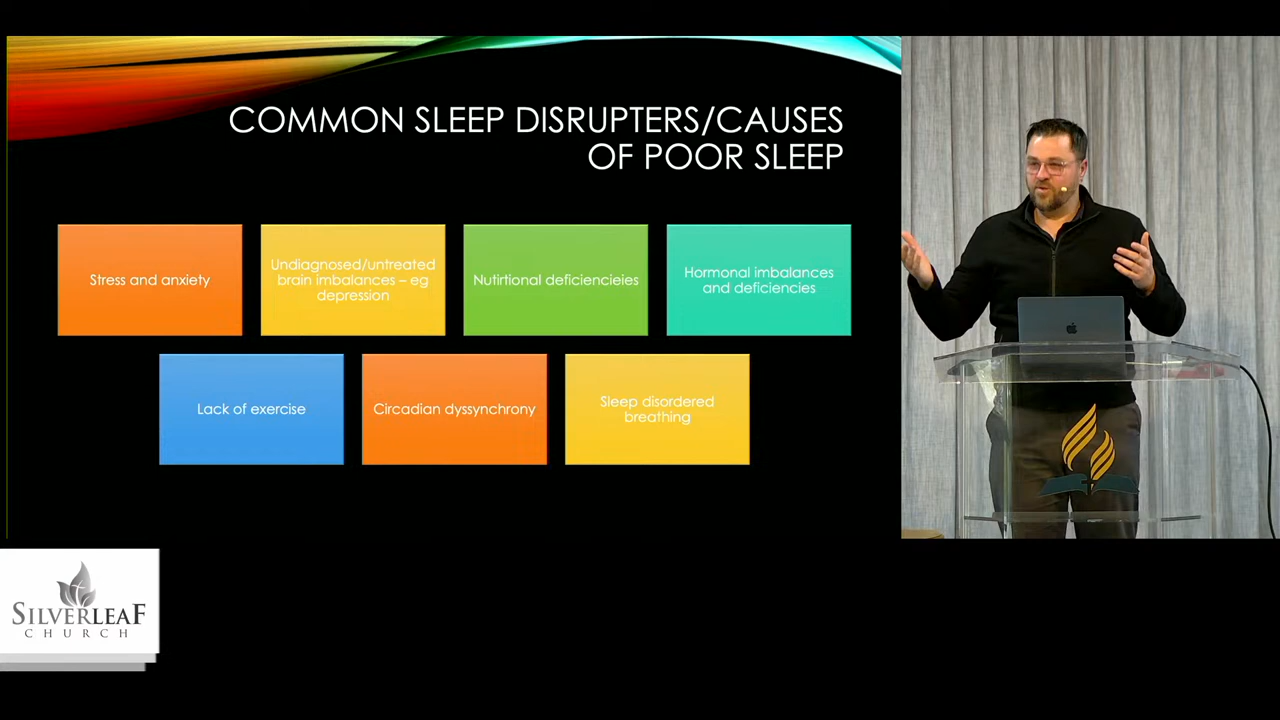 COMMON SLEEP DISRUPTERS/CAUSES
OF POOR SLEEP
Stress and anxiety
Undiagnosed/untreated
brain imbalances – eg
depression
Nutirtional deficiencieies
Hormonal imbalances
and deficiencies
Lack of exercise
Circadian dyssynchrony
Sleep disordered
breathing
SILVERLEAF
CHURCH